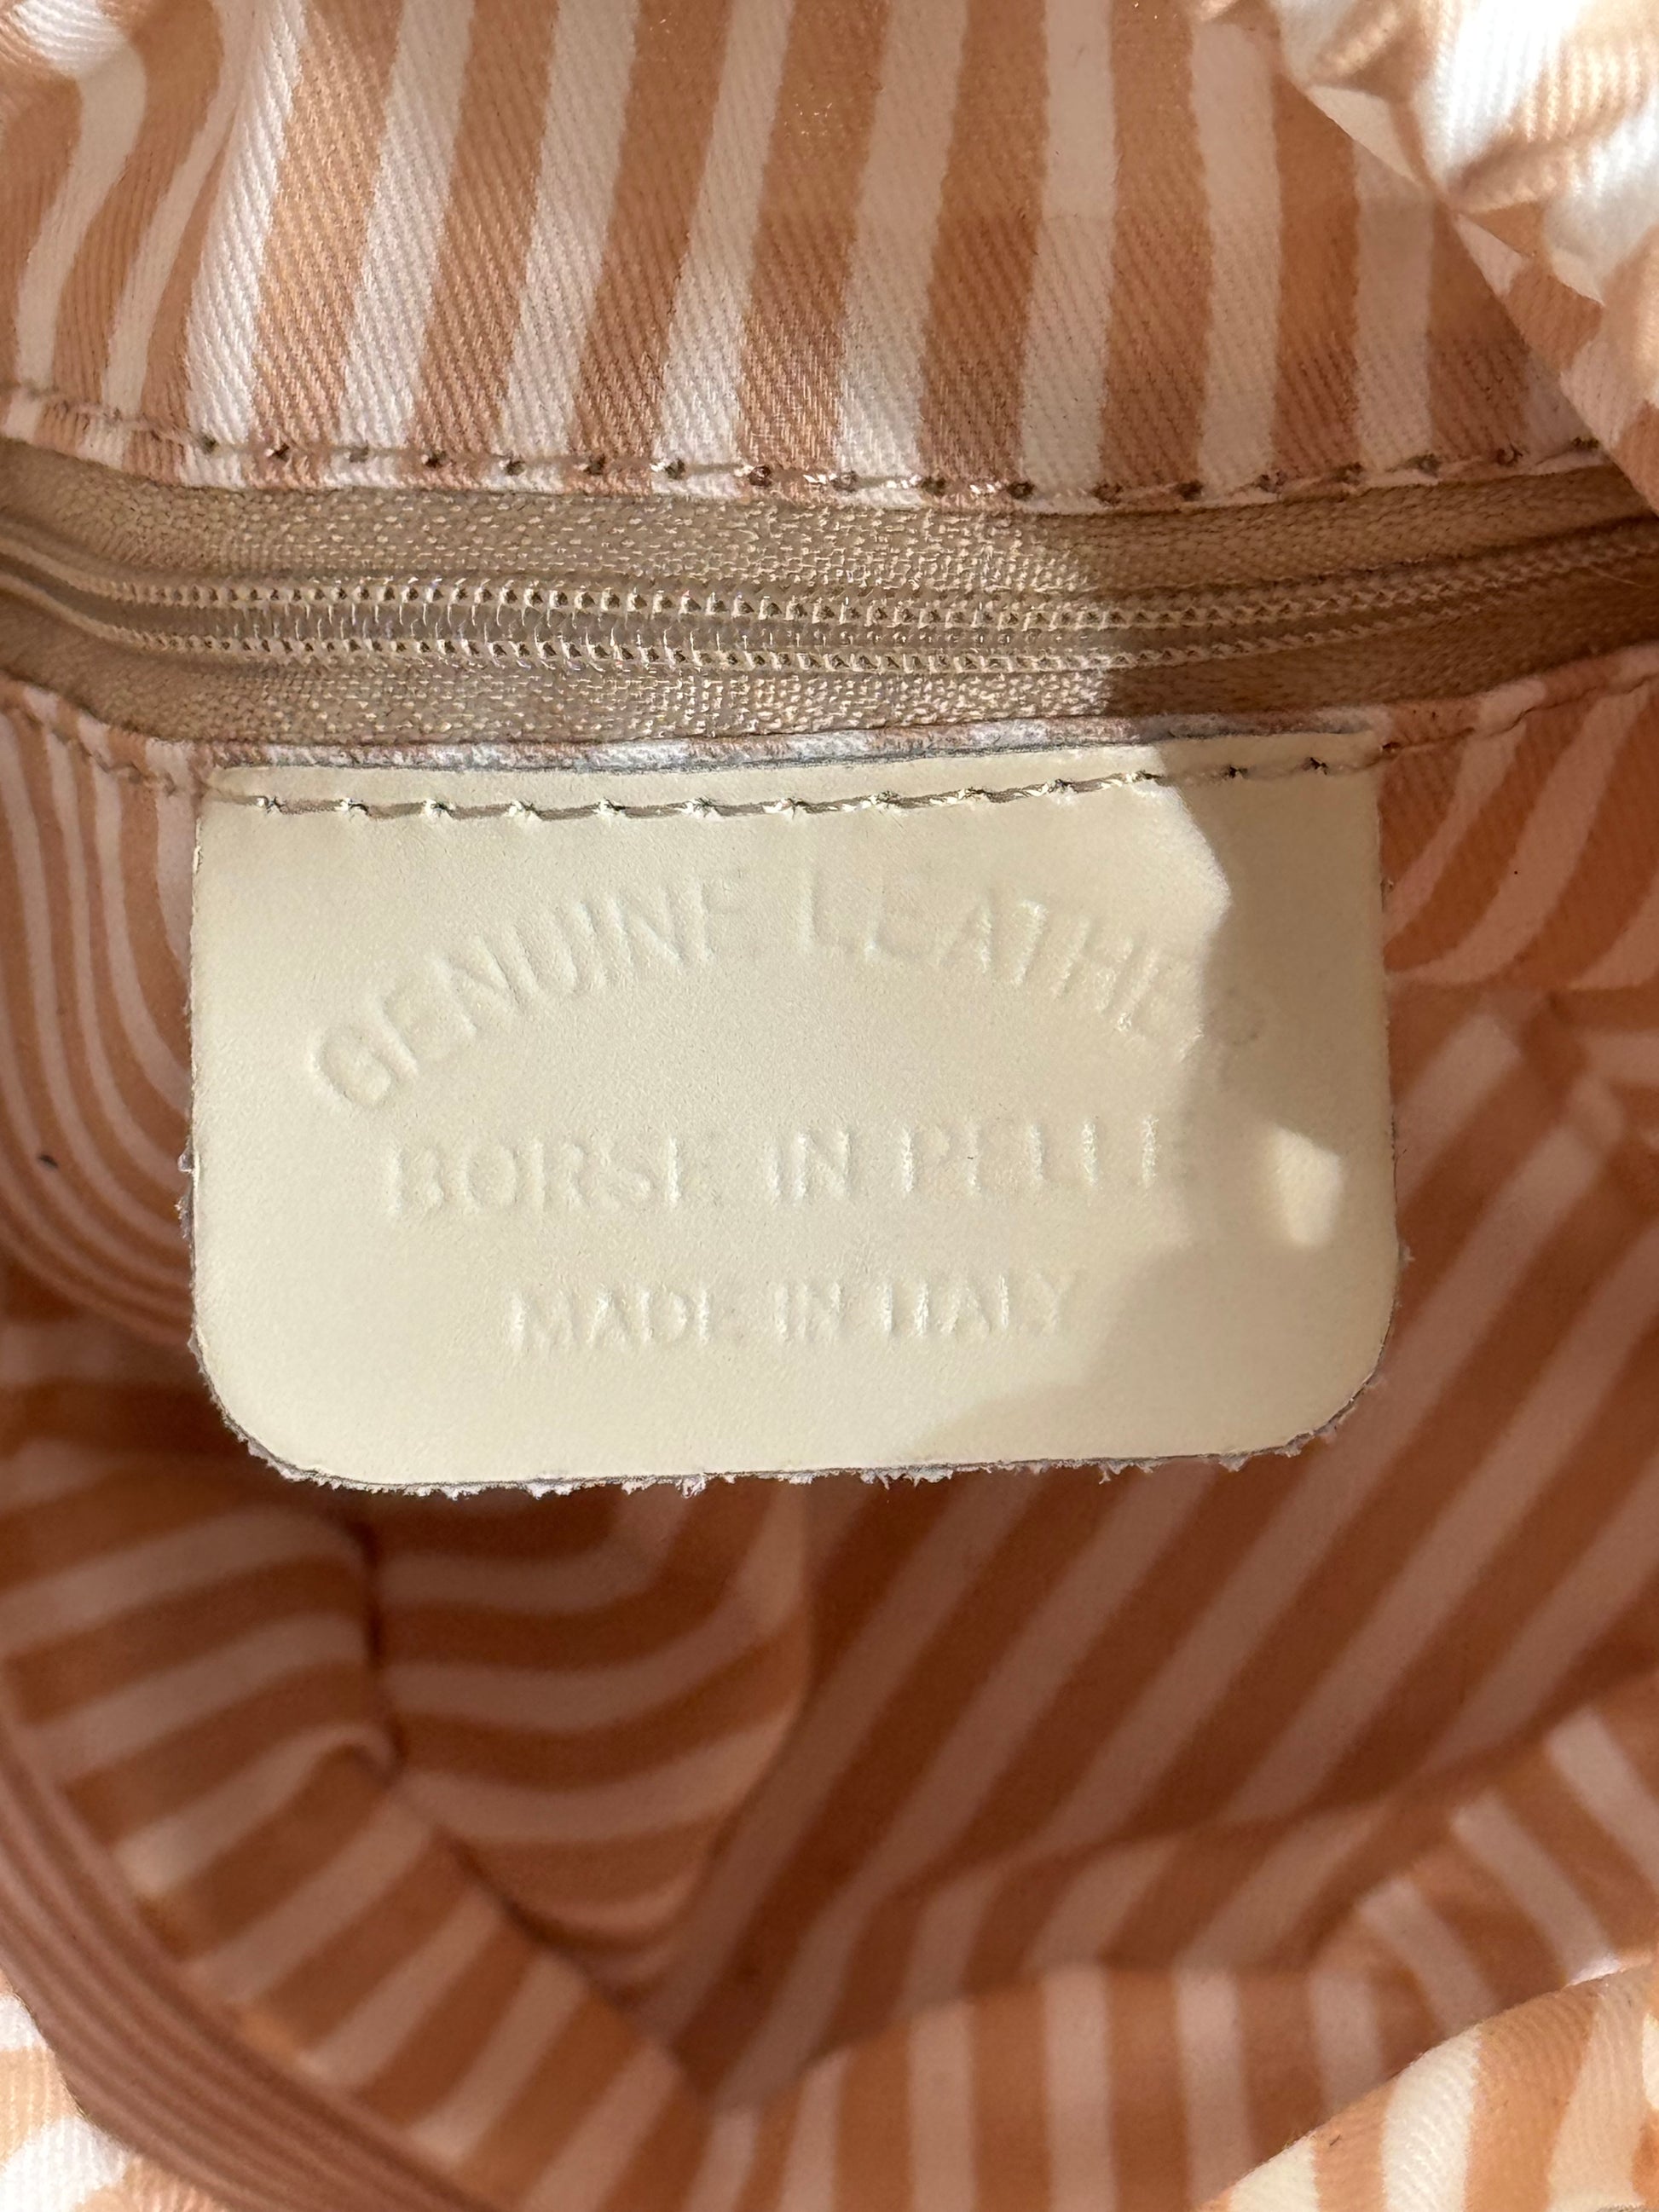 GENUINE LEATHER
BORSE IN PELLE
MADE IN ITALY